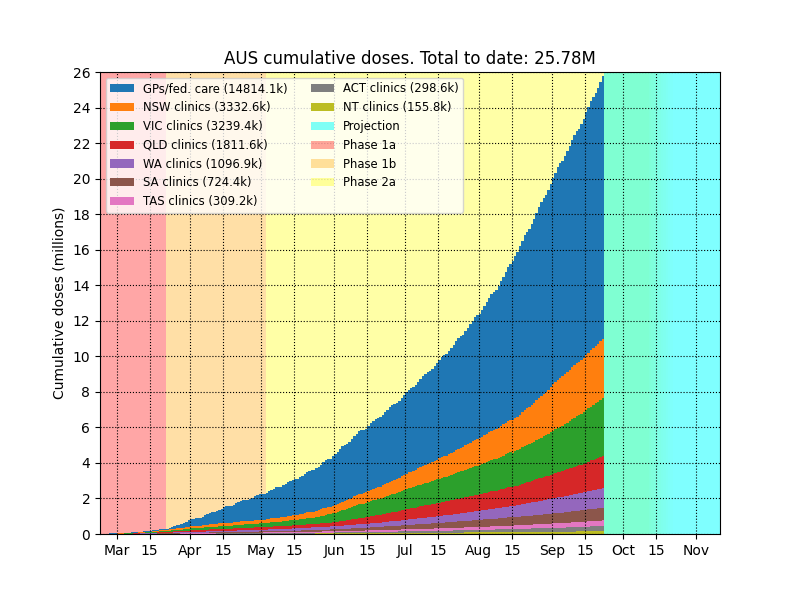 AUS cumulative doses. Total to date: 25.78M
Cumulative doses (millions)
26
24
22
20
18
16
14
12
10
8
6
4
2
0
GPs/fed. care (14814.1k)
NSW clinics (3332.6k)
VIC clinics (3239.4k)
QLD clinics (1811.6k)
WA clinics (1096.9k)
SA clinics (724.4k)
TAS clinics (309.2k)
ACT clinics (298.6k)
NT clinics (155.8k)
Projection
Phase 1a
Phase 1b
Phase 2a
Mar 15 Apr 15 May 15 Jun 15 Jul 15 Aug 15 Sep 15 Oct 15 Nov